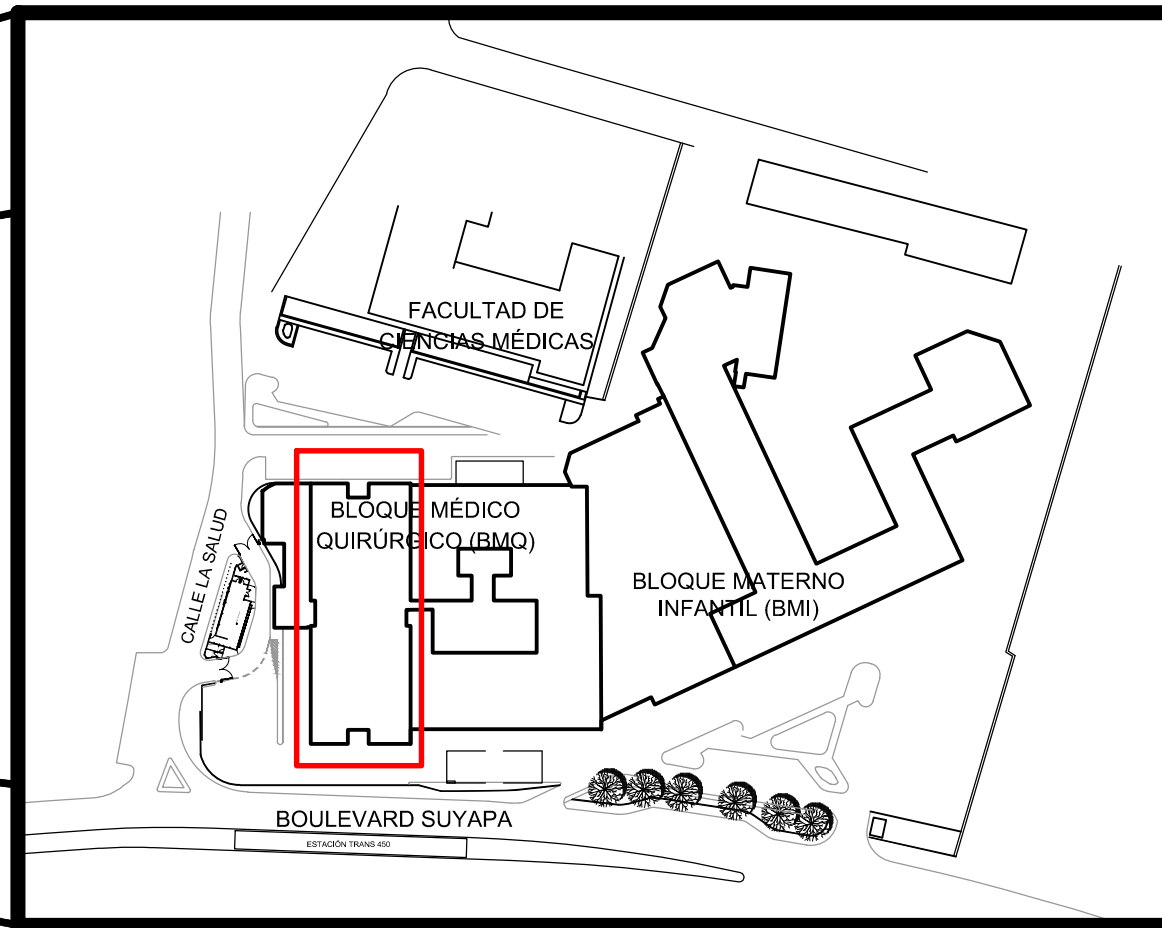 FACULTAD DE
CIENCIAS MÉDICAS
BLOQUE MÉDICO
QUIRÚRGICO (BMQ)
CALLE LA SALUD
BLOQUE MATERNO
INFANTIL (BMI)
BOULEVARD SUYAPA
ESTACIÓN TRANS 450